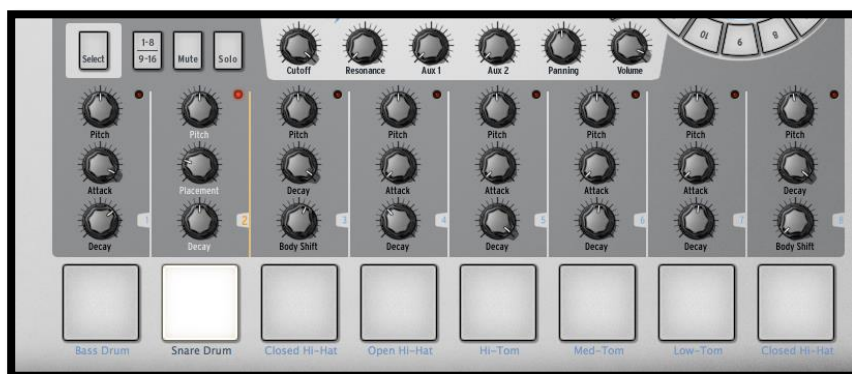 10 9 8
Select 1-8 Mute Solo
9-16
Cutoff Resonance Aux 1 Aux 2 Panning Volume
Pitch Pitch Pitch Pitch Pitch Pitch Pitch Pitch
Attack Placement Decay Attack Attack Attack Attack Decay
1 2 3 4 5 6 7 8
Decay Decay Body Shift Decay Decay Decay Decay Body Shift
Bass Drum Snare Drum Closed Hi-Hat Open Hi-Hat Hi-Tom Med-Tom Low-Tom Closed Hi-Hat